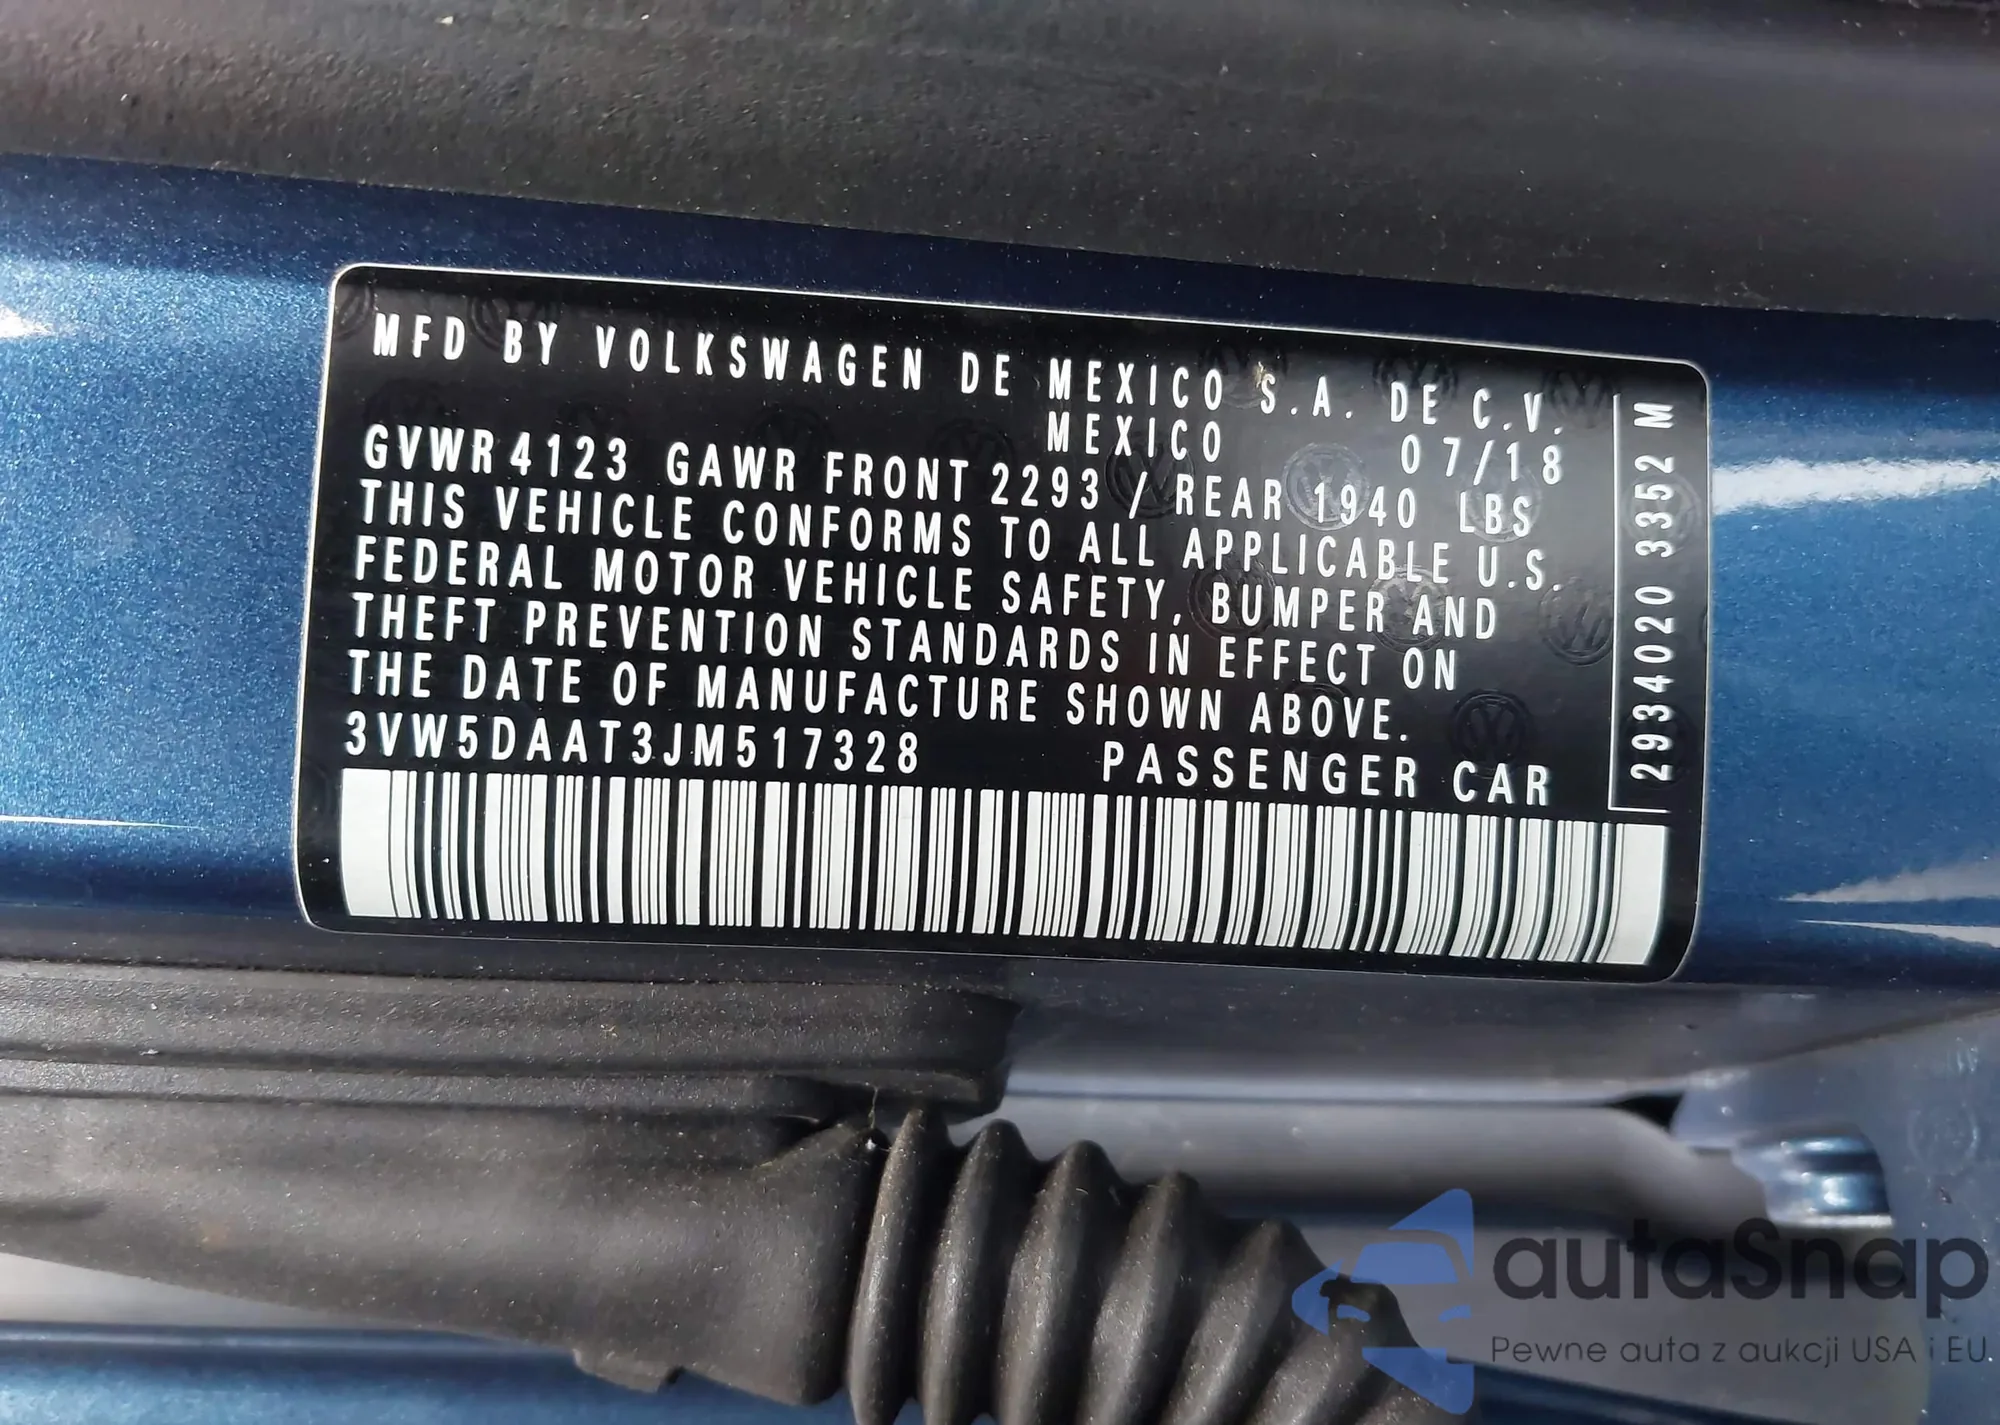 MFD BY VOLKSWAGEN DE MEXICO S.A. DE C.V.
MEXICO 07/18
GVWR 4123 GAWR FRONT 2293 / REAR 1940 LBS
THIS VEHICLE CONFORMS TO ALL APPLICABLE U.S.
FEDERAL MOTOR VEHICLE SAFETY, BUMPER AND
THEFT PREVENTION STANDARDS IN EFFECT ON
THE DATE OF MANUFACTURE SHOWN ABOVE.
3VW5DAAT3JM517328 PASSENGER CAR
2934020 3352 M
autaSnap
Pewne auta z aukcji USA i EU